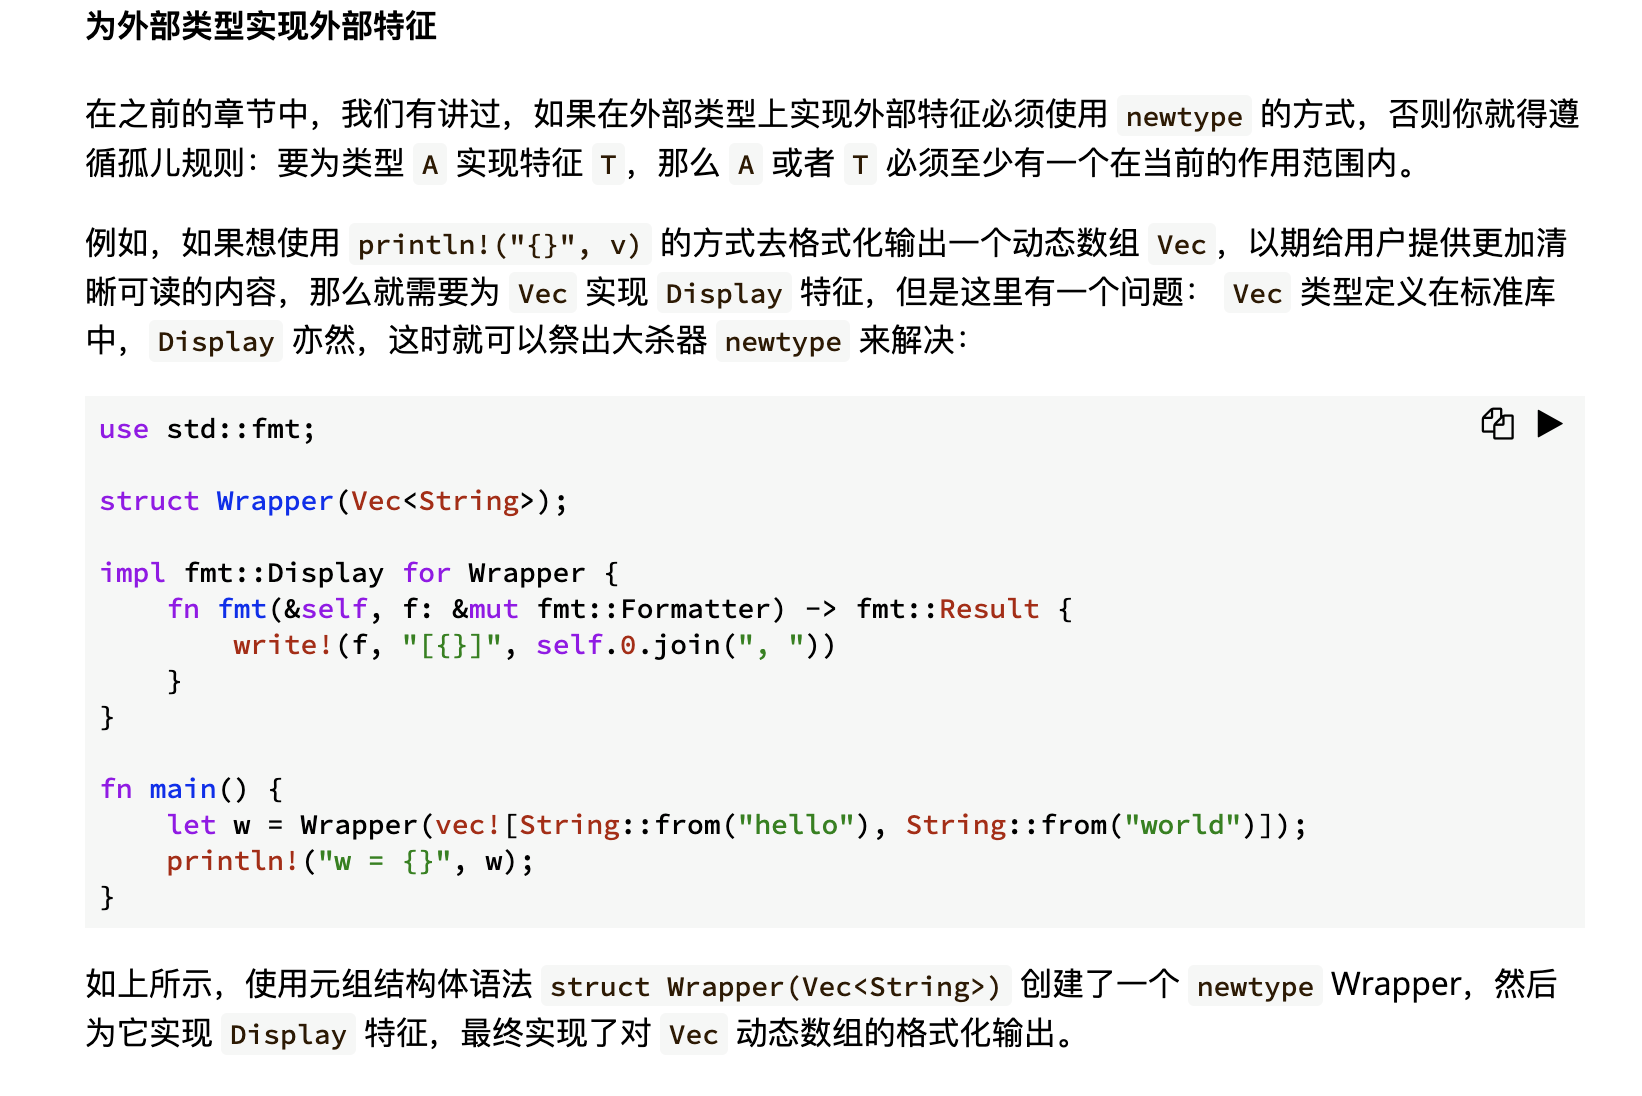 为外部类型实现外部特征
在之前的章节中，我们有讲过，如果在外部类型上实现外部特征必须使用 newtype 的方式，否则你就得遵
循孤儿规则：要为类型 A 实现特征 T，那么 A 或者 T 必须至少有一个在当前的作用范围内。
例如，如果想使用 println!("{}", v) 的方式去格式化输出一个动态数组 Vec，以期给用户提供更加清
晰可读的内容，那么就需要为 Vec 实现 Display 特征，但是这里有一个问题： Vec 类型定义在标准库
中， Display 亦然，这时就可以祭出大杀器 newtype 来解决：
use std::fmt;
struct Wrapper(Vec<String>);
impl fmt::Display for Wrapper {
    fn fmt(&self, f: &mut fmt::Formatter) -> fmt::Result {
        write!(f, "[{}]", self.0.join(", "))
    }
}
fn main() {
    let w = Wrapper(vec![String::from("hello"), String::from("world")]);
    println!("w = {}", w);
}
如上所示，使用元组结构体语法 struct Wrapper(Vec<String>) 创建了一个 newtype Wrapper，然后
为它实现 Display 特征，最终实现了对 Vec 动态数组的格式化输出。